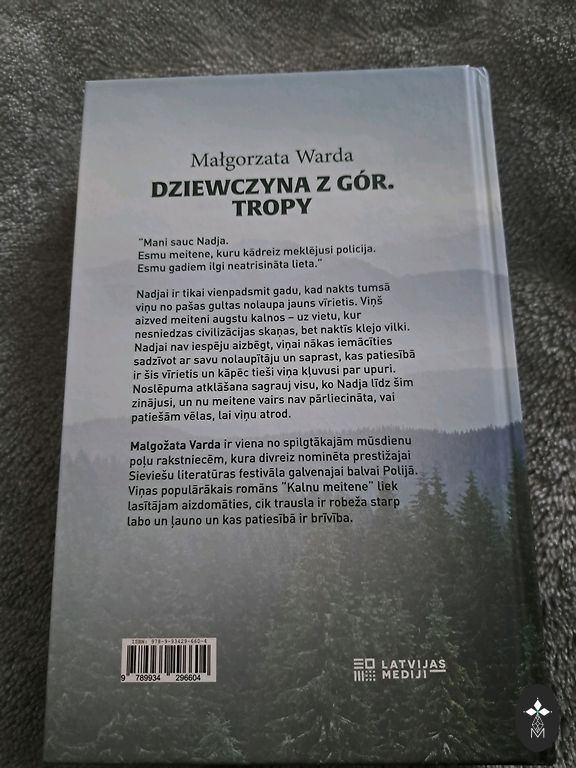 Małgorzata Warda
DZIEWCZYNA Z GÓR.
TROPY
"Mani sauc Nadja.
Esmu meitene, kuru kādreiz meklējusi policija.
Esmu gadiem ilgi neatrisināta lieta."
Nadjai ir tikai vienpadsmit gadu, kad nakts tumsā
viņu no pašas gultas nolaupa jauns vīrietis. Viņš
aizved meiteni augstu kalnos – uz vietu, kur
nesniedzas civilizācijas skaņas, bet naktīs klejo vilki.
Nadjai nav iespēju aizbēgt, viņai nākas iemācīties
sadzīvot ar savu nolaupītāju un saprast, kas patiesībā
ir šis vīrietis un kāpēc tieši viņa kļuvusi par upuri.
Noslēpuma atklāšana sagrauj visu, ko Nadja līdz šim
zinājusi, un nu meitene vairs nav pārliecināta, vai
patiešām vēlas, lai viņu atrod.
Malgožata Varda ir viena no spilgtākajām mūsdienu
poļu rakstniecēm, kura divreiz nominēta prestižajai
Sieviešu literatūras festivāla galvenajai balvai Polijā.
Viņas populārākais romāns "Kalnu meitene" liek
lasītājam aizdomāties, cik trausla ir robeža starp
labo un ļauno un kas patiesībā ir brīvība.
ISBN: 978-9-93429-660-4
9 789934 296604
LATVIJAS
MEDIJI
M